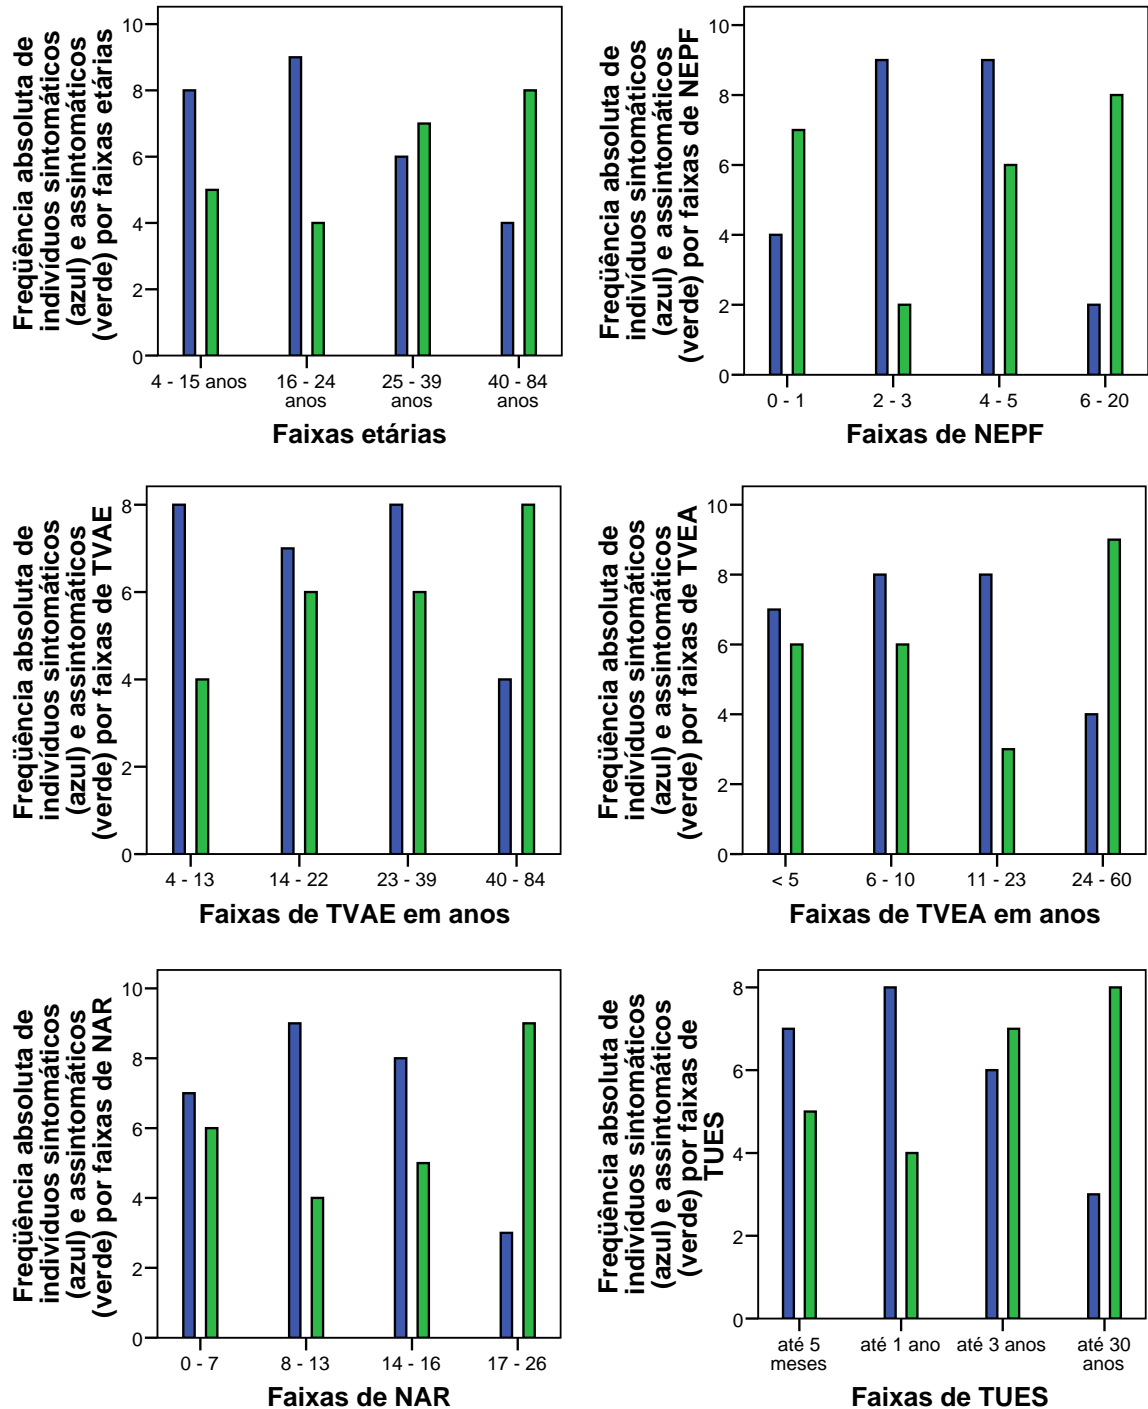 Freqüência absoluta de
indivíduos sintomáticos
(azul) e assintomáticos
(verde) por faixas etárias
10
8
6
4
2
0
4 - 15 anos
16 - 24
anos
25 - 39
anos
40 - 84
anos
Faixas etárias
Freqüência absoluta de
indivíduos sintomáticos
(azul) e assintomáticos
(verde) por faixas de NEPF
10
8
6
4
2
0
0 - 1
2 - 3
4 - 5
6 - 20
Faixas de NEPF
Freqüência absoluta de
indivíduos sintomáticos
(azul) e assintomáticos
(verde) por faixas de TVAE
8
6
4
2
0
4 - 13
14 - 22
23 - 39
40 - 84
Faixas de TVAE em anos
Freqüência absoluta de
indivíduos sintomáticos
(azul) e assintomáticos
(verde) por faixas de TVEA
10
8
6
4
2
0
< 5
6 - 10
11 - 23
24 - 60
Faixas de TVEA em anos
Freqüência absoluta de
indivíduos sintomáticos
(azul) e assintomáticos
(verde) por faixas de NAR
10
8
6
4
2
0
0 - 7
8 - 13
14 - 16
17 - 26
Faixas de NAR
Freqüência absoluta de
indivíduos sintomáticos
(azul) e assintomáticos
(verde) por faixas de
TUES
8
6
4
2
0
até 5
meses
até 1 ano
até 3 anos
até 30
anos
Faixas de TUES